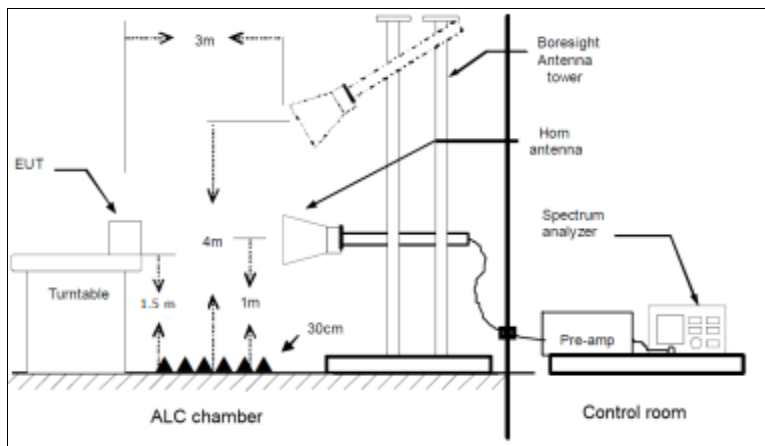 3m
Boresight
Antenna
tower
Horn
antenna
EUT
Spectrum
analyzer
4m
Turntable
1.5 m
1m
30cm
Pre-amp
ALC chamber
Control room